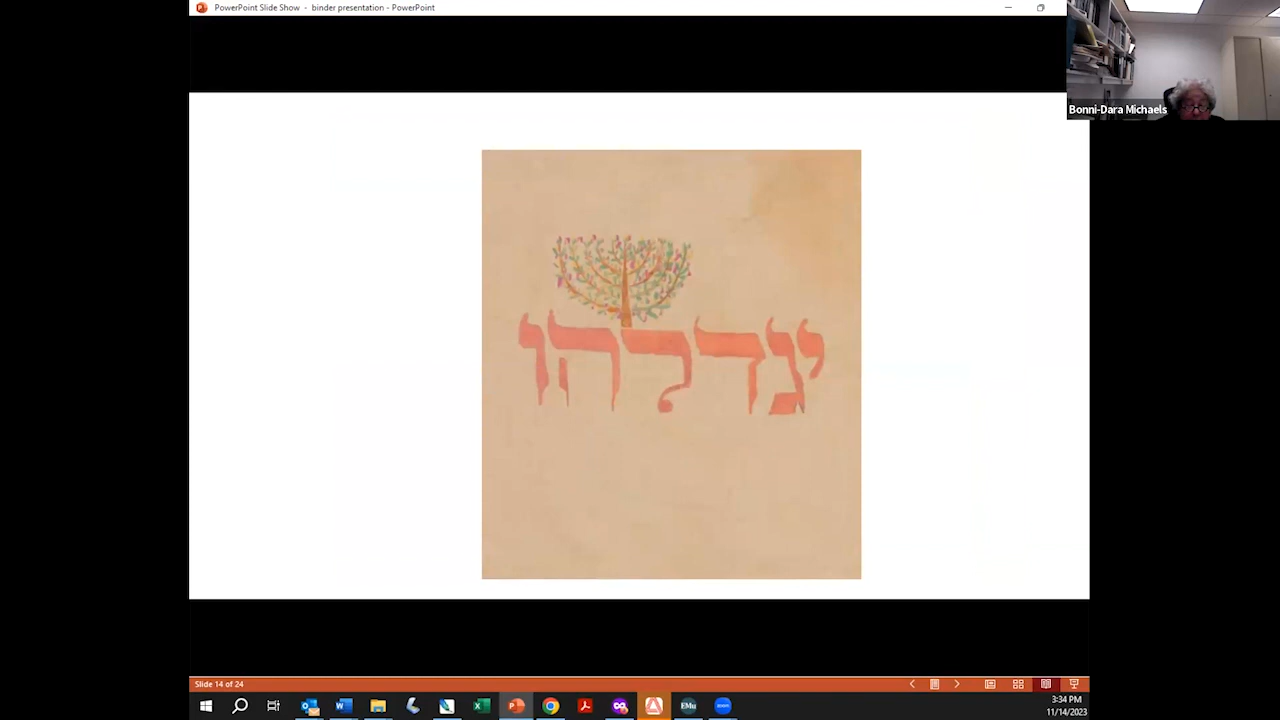 PowerPoint Slide Show - binder presentation - PowerPoint
Bonni-Dara Michaels
יגדלהו
Slide 14 of 24
EMu
3:34 PM
11/14/2023